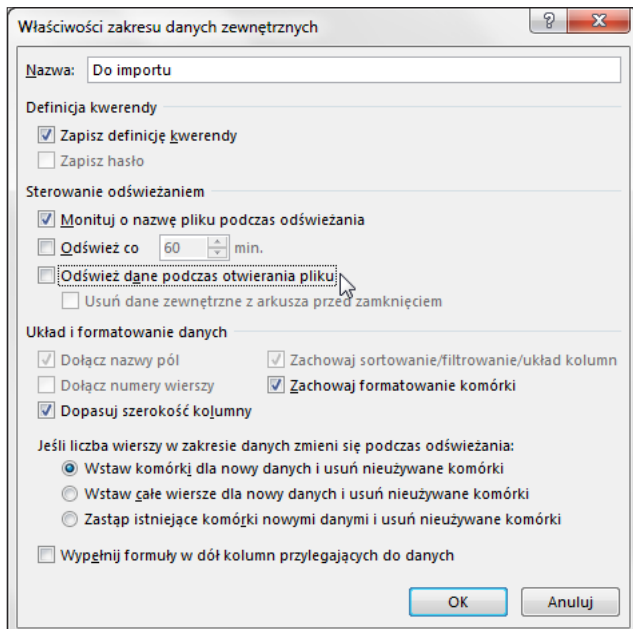 Właściwości zakresu danych zewnętrznych
Nazwa: Do importu
Definicja kwerendy
Zapisz definicję kwerendy
Zapisz hasło
Sterowanie odświeżaniem
Monituj o nazwę pliku podczas odświeżania
Odśwież co 60 min.
Odśwież dane podczas otwierania pliku
Usuń dane zewnętrzne z arkusza przed zamknięciem
Układ i formatowanie danych
Dołącz nazwy pól Zachowaj sortowanie/filtrowanie/układ kolumn
Dołącz numery wierszy Zachowaj formatowanie komórki
Dopasuj szerokość kolumny
Jeśli liczba wierszy w zakresie danych zmieni się podczas odświeżania:
Wstaw komórki dla nowy danych i usuń nieużywane komórki
Wstaw całe wiersze dla nowy danych i usuń nieużywane komórki
Zastąp istniejące komórki nowymi danymi i usuń nieużywane komórki
Wypełnij formuły w dół kolumn przylegających do danych
OK Anuluj